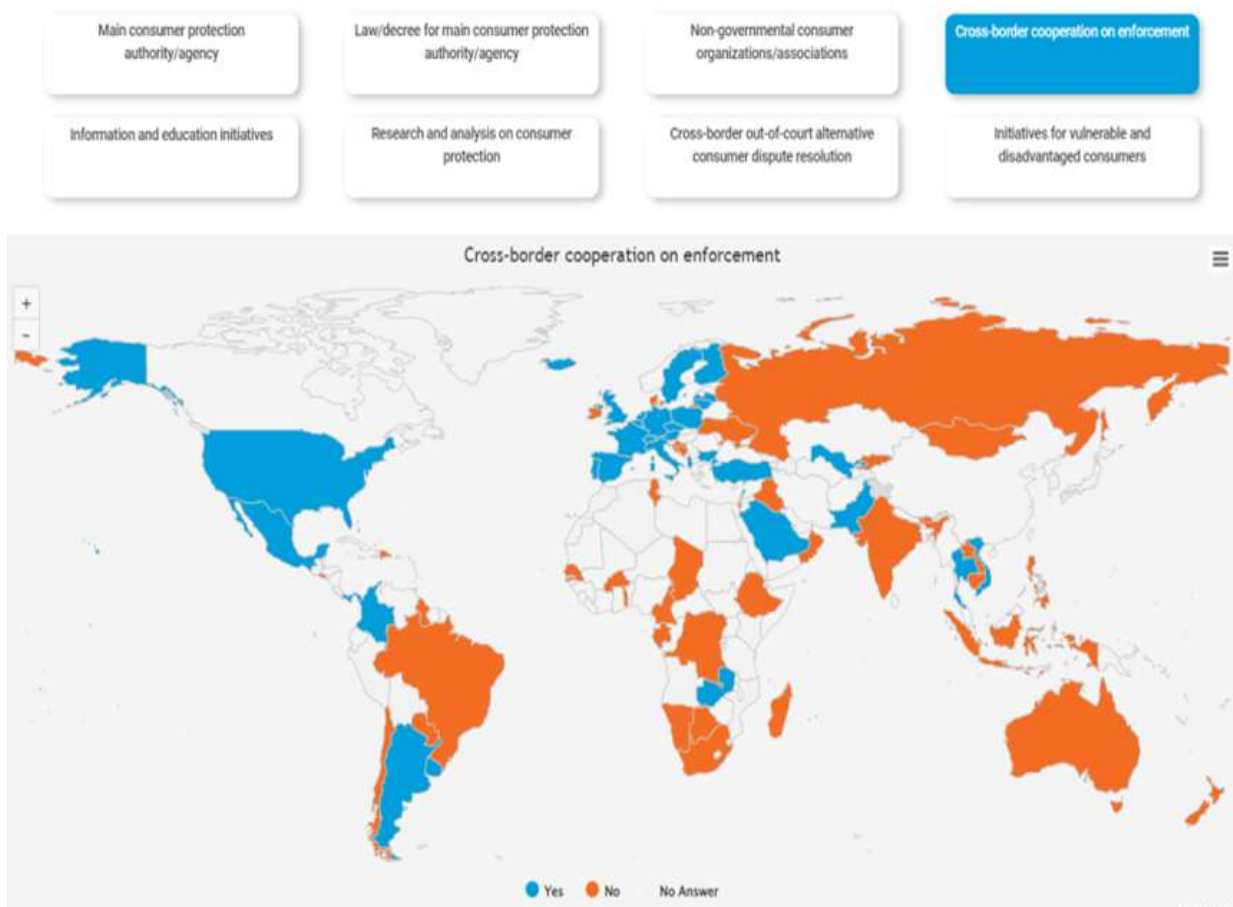 Main consumer protection
authority/agency
Law/decree for main consumer protection
authority/agency
Non-governmental consumer
organizations/associations
Cross-border cooperation on enforcement
Information and education initiatives
Research and analysis on consumer
protection
Cross-border out-of-court alternative
consumer dispute resolution
Initiatives for vulnerable and
disadvantaged consumers
Cross-border cooperation on enforcement
+
-
Yes No No Answer